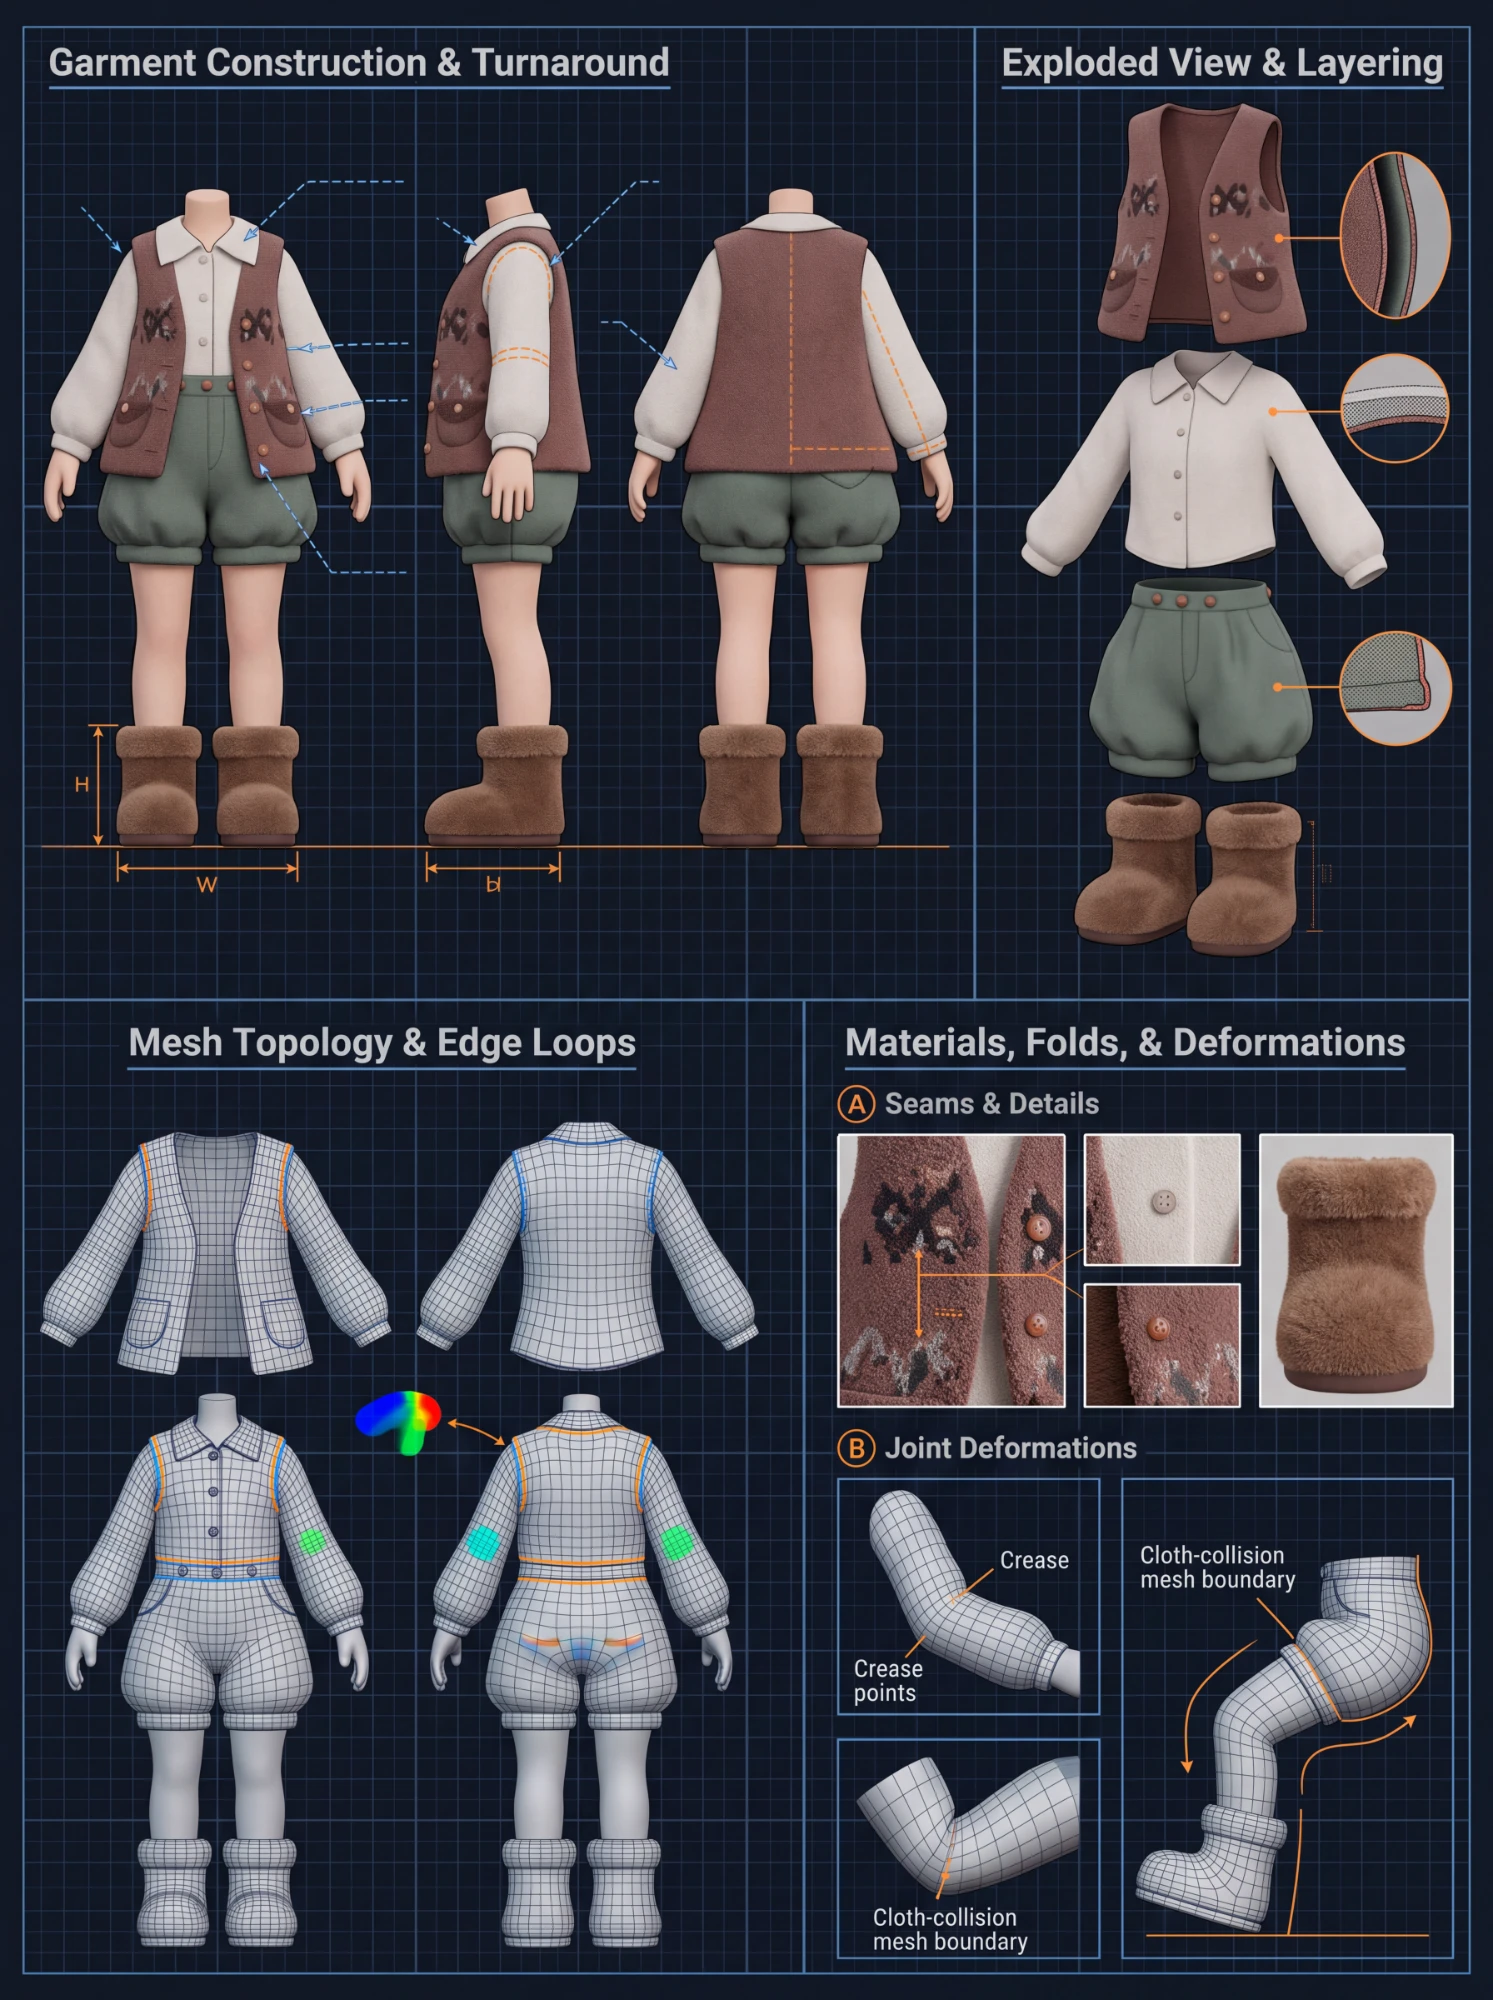 Garment Construction & Turnaround
H
W
Exploded View & Layering
Mesh Topology & Edge Loops
Materials, Folds, & Deformations
A Seams & Details
B Joint Deformations
Crease
Crease
points
Cloth-collision
mesh boundary
Cloth-collision
mesh boundary